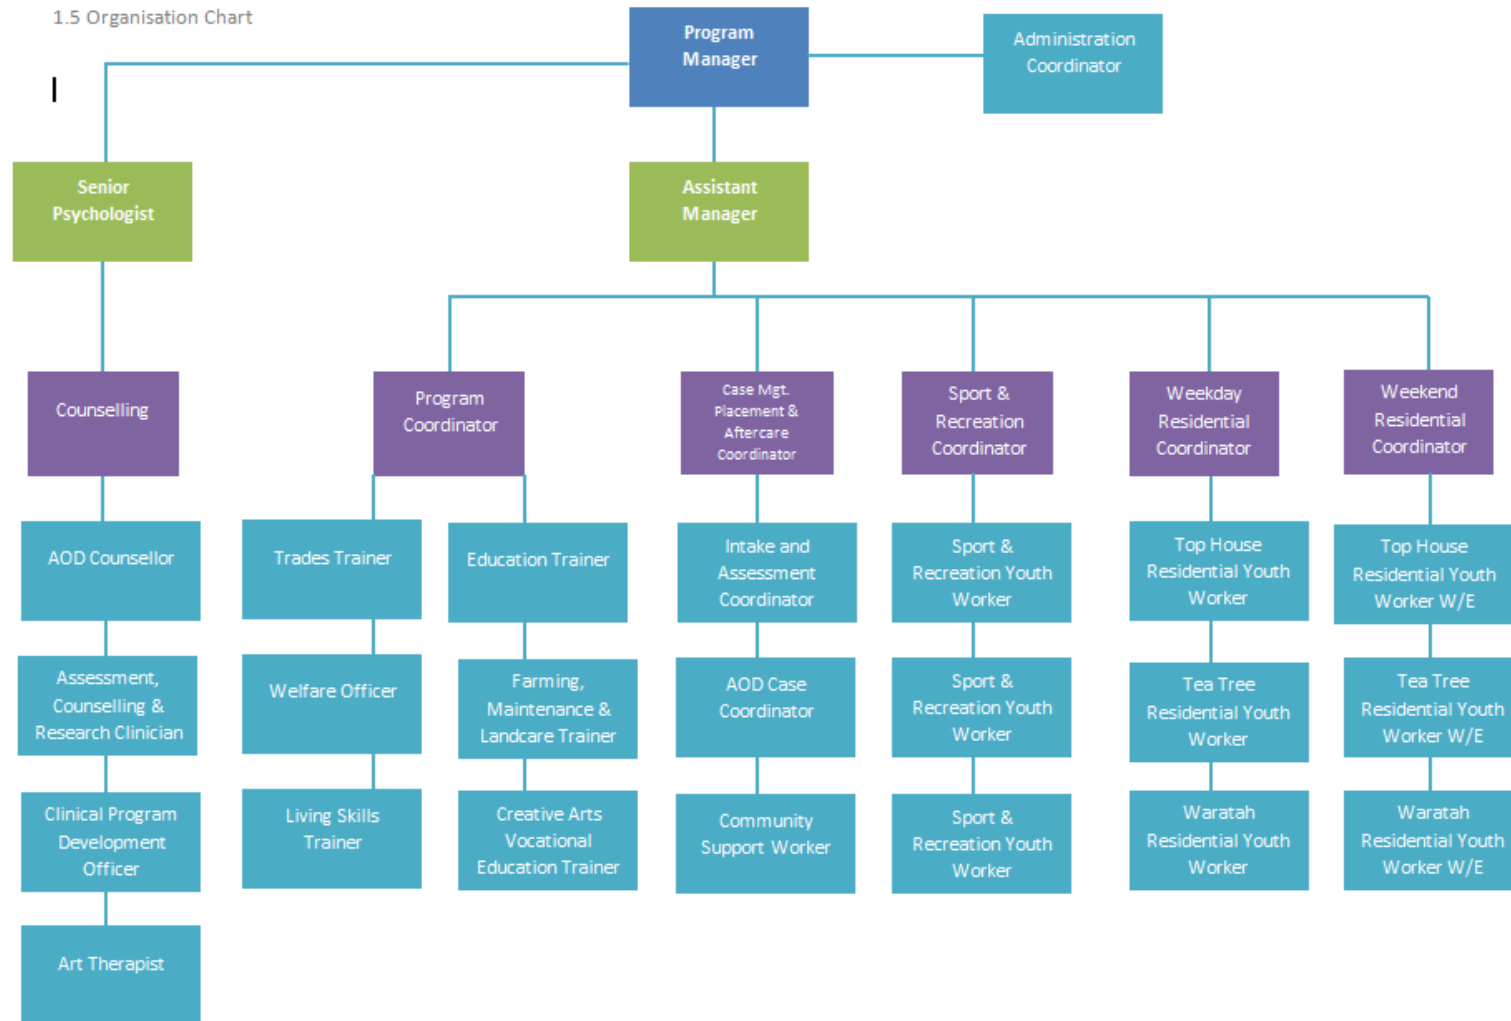 1.5 Organisation Chart
Program
Manager
Administration
Coordinator
Senior
Psychologist
Assistant
Manager
Counselling
Program
Coordinator
Case Mgt.
Placement &
Aftercare
Coordinator
Sport &
Recreation
Coordinator
Weekday
Residential
Coordinator
Weekend
Residential
Coordinator
AOD Counsellor
Trades Trainer
Education Trainer
Intake and
Assessment
Coordinator
Sport &
Recreation Youth
Worker
Top House
Residential Youth
Worker
Top House
Residential Youth
Worker W/E
Assessment,
Counselling &
Research Clinician
Welfare Officer
Farming,
Maintenance &
Landcare Trainer
AOD Case
Coordinator
Sport &
Recreation Youth
Worker
Tea Tree
Residential Youth
Worker
Tea Tree
Residential Youth
Worker W/E
Clinical Program
Development
Officer
Living Skills
Trainer
Creative Arts
Vocational
Education Trainer
Community
Support Worker
Sport &
Recreation Youth
Worker
Waratah
Residential Youth
Worker
Waratah
Residential Youth
Worker W/E
Art Therapist